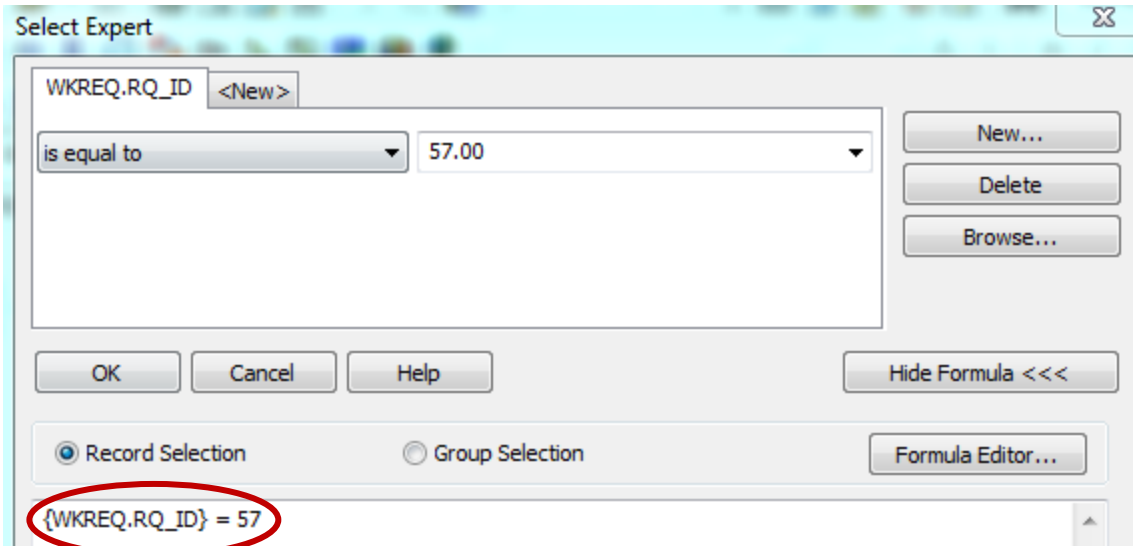 Select Expert
WKREQ.RQ_ID <New>
is equal to 57.00
New...
Delete
Browse...
OK Cancel Help Hide Formula <<<
Record Selection Group Selection Formula Editor...
{WKREQ.RQ_ID} = 57